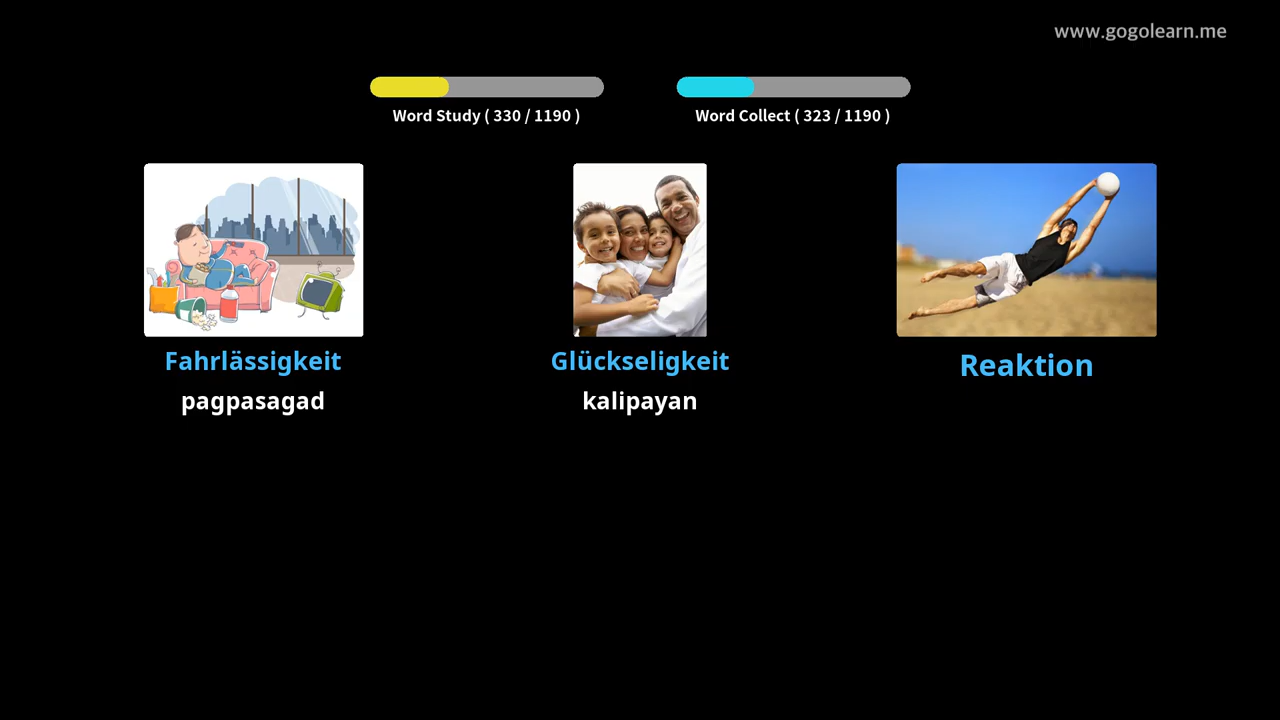 www.gogolearn.me
Word Study ( 330 / 1190 )
Word Collect ( 323 / 1190 )
Fahrlässigkeit
pagpasagad
Glückseligkeit
kalipayan
Reaktion